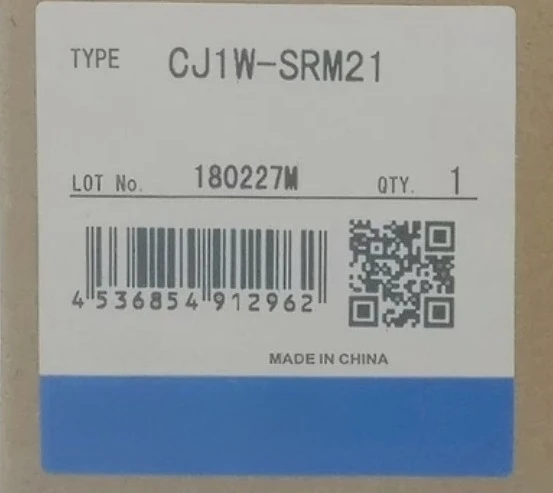 TYPE CJ1W-SRM21
LOT No. 180227M QTY. 1
4 536854 912962
MADE IN CHINA